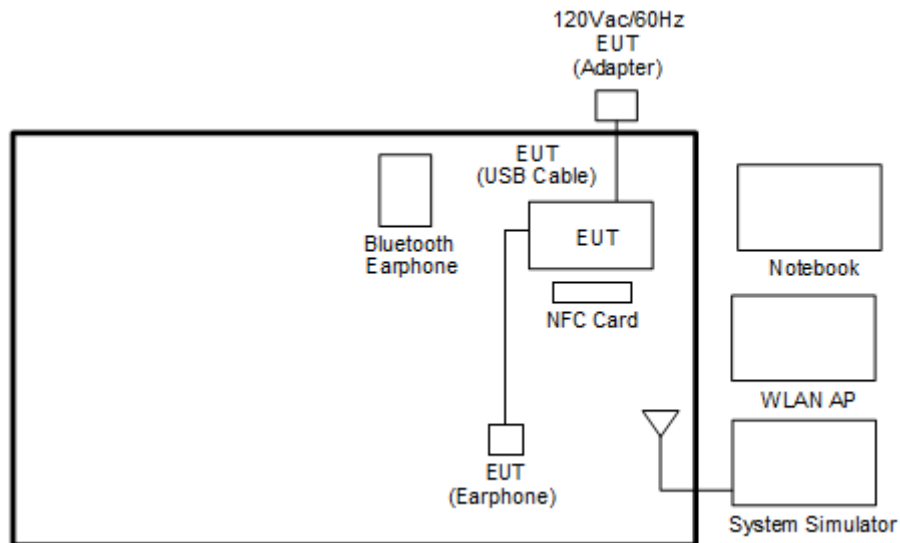 120Vac/60Hz
EUT
(Adapter)
EUT
(USB Cable)
EUT
Bluetooth
Earphone
Notebook
NFC Card
WLAN AP
EUT
(Earphone)
System Simulator